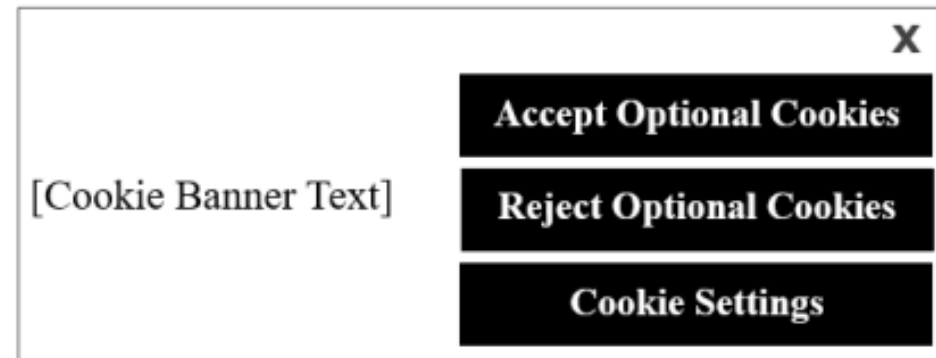 X
Accept Optional Cookies
[Cookie Banner Text]
Reject Optional Cookies
Cookie Settings